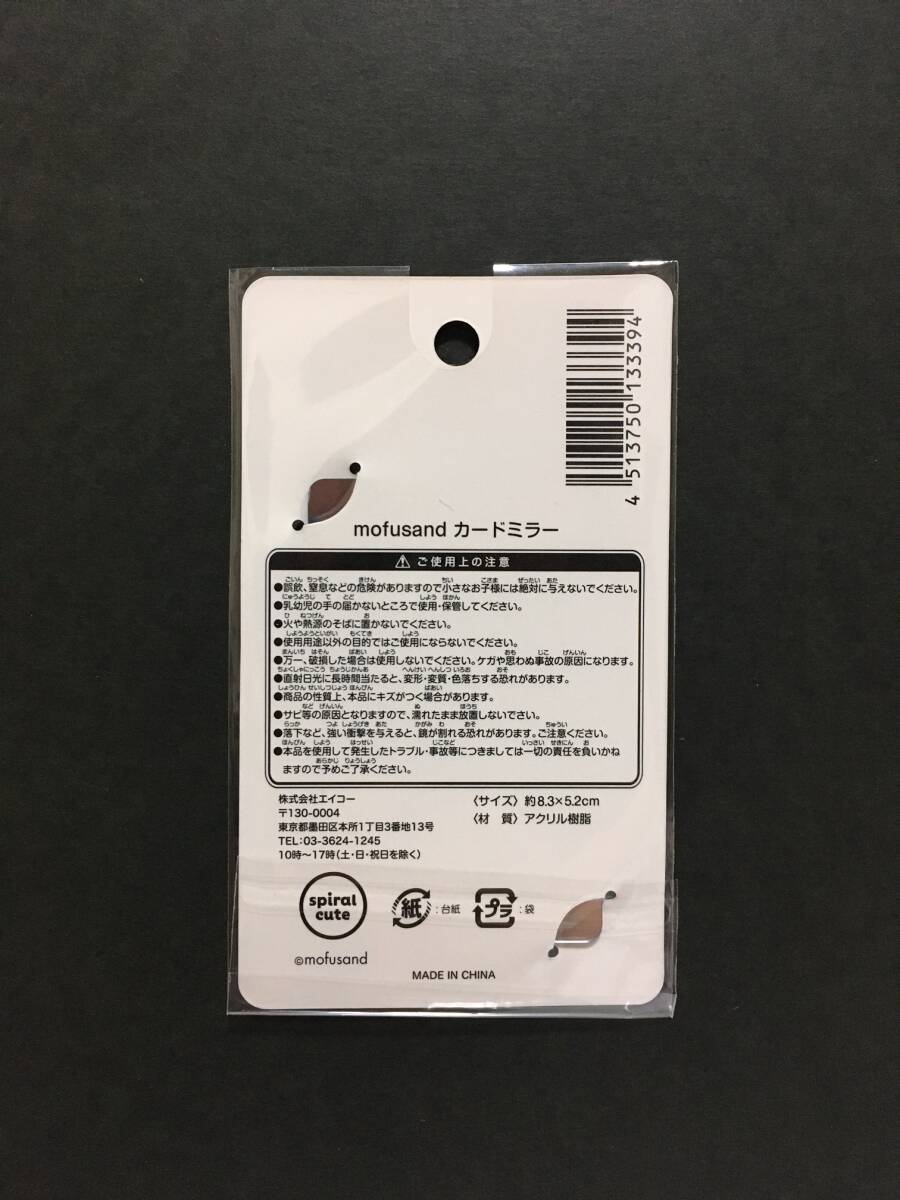 4 513750 133394
mofusand カードミラー
⚠ ご使用上の注意
●誤飲、窒息などの危険がありますので小さなお子様には絶対に与えないでください。
●乳幼児の手の届かないところで使用・保管してください。
●火や熱源のそばに置かないでください。
●使用用途以外の目的ではご使用にならないでください。
●万一、破損した場合は使用しないでください。ケガや思わぬ事故の原因になります。
●直射日光に長時間当たると、変形・変質・色落ちする恐れがあります。
●商品の性質上、本品にキズがつく場合があります。
●サビ等の原因となりますので、濡れたまま放置しないでさい。
●落下など、強い衝撃を与えると、鏡が割れる恐れがあります。ご注意ください。
●本品を使用して発生したトラブル・事故等につきましては一切の責任を負いかね
ますので予めご了承ください。
株式会社エイコー
〒130-0004
東京都墨田区本所1丁目3番地13号
TEL:03-3624-1245
10時～17時(土・日・祝日を除く)
〈サイズ〉約8.3×5.2cm
〈材 質〉アクリル樹脂
spiral
cute
紙:台紙
プラ:袋
©mofusand
MADE IN CHINA